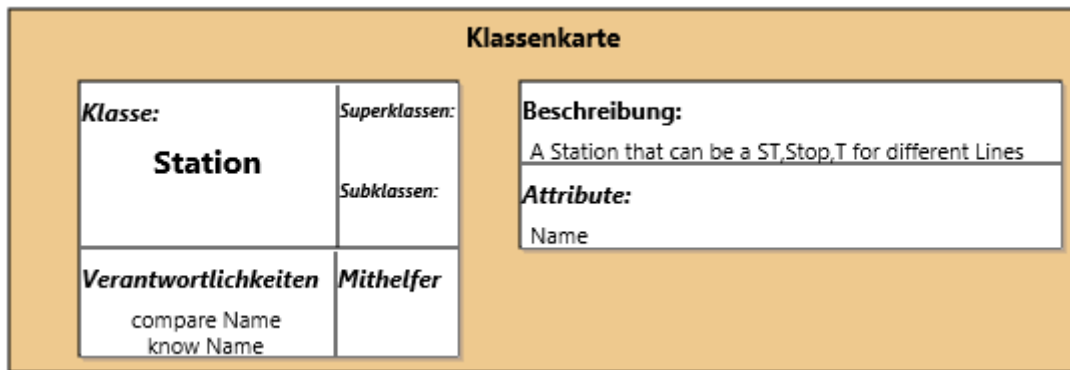 Klassenkarte
Klasse:
Station
Superklassen:
Subklassen:
Verantwortlichkeiten
compare Name
know Name
Mithelfer
Beschreibung:
A Station that can be a ST,Stop,T for different Lines
Attribute:
Name